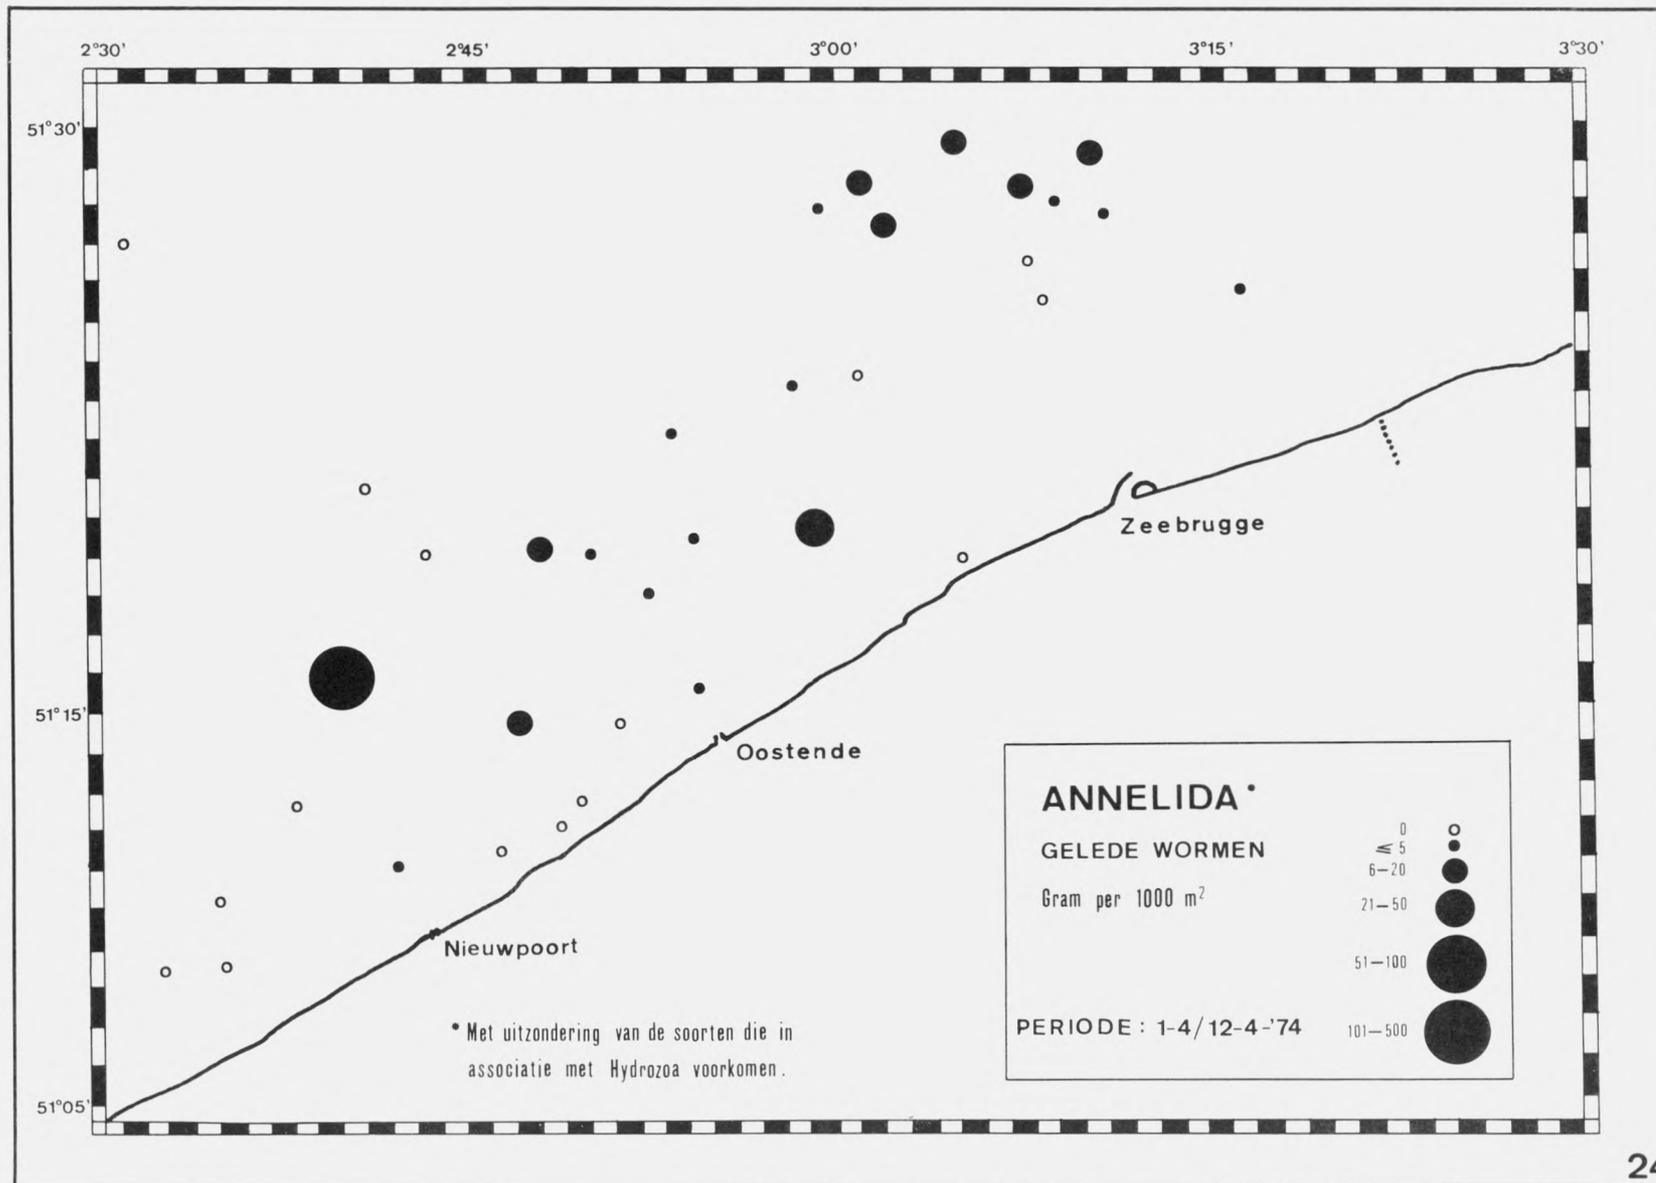 2°30' 2°45' 3°00' 3°15' 3°30'
51°30'
Zeebrugge
51°15'
Oostende
ANNELIDA •
0
GELEDE WORMEN ≤ 5
6—20
Gram per 1000 m² 21—50
Nieuwpoort
51—100
PERIODE : 1-4/12-4-'74 101—500
• Met uitzondering van de soorten die in
associatie met Hydrozoa voorkomen.
51°05'
24